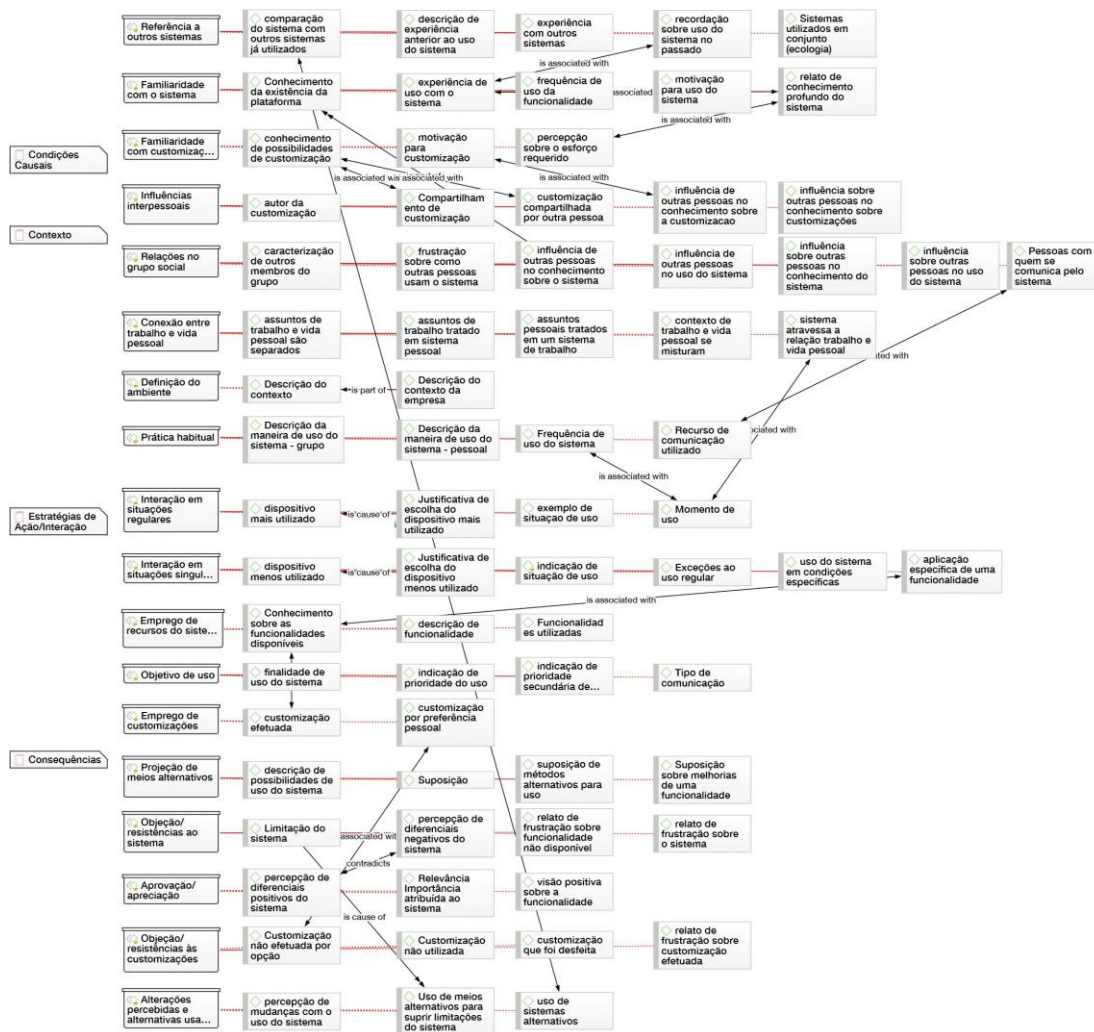 Referência a
outros sistemas
comparação
do sistema com
outros sistemas
já utilizados
descrição de
experiência
anterior ao uso
do sistema
experiência
com outros
sistemas
recordação
sobre uso do
sistema no
passado
Sistemas
utilizados em
conjunto
(ecologia)
is associated with
Familiaridade
com o sistema
Conhecimento
da existência da
plataforma
experiência de
uso com o
sistema
frequência de
uso da
funcionalidade
associated
motivação
para uso do
sistema
relato de
conhecimento
profundo do
sistema
is associated with
Condições
Causais
Familiaridade
com customizaç...
conhecimento
de possibilidades
de customização
motivação
para
customização
percepção
sobre o esforço
requerido
is associated with
is associated with
is associated with
Influências
interpessoais
autor da
customização
Compartilham
ento de
customização
customização
compartilhada
por outra pessoa
influência de
outras pessoas no
conhecimento sobre
a customizacao
influência sobre
outras pessoas no
conhecimento sobre
customizações
Contexto
Relações no
grupo social
caracterização
de outros
membros do
grupo
frustração
sobre como
outras pessoas
usam o sistema
influência de
outras pessoas
no conhecimento
sobre o sistema
influência de
outras pessoas
no uso do sistema
influência
sobre outras
pessoas no
conhecimento do
sistema
influência
sobre outras
pessoas no uso
do sistema
Pessoas com
quem se
comunica pelo
sistema
Conexão entre
trabalho e vida
pessoal
assuntos de
trabalho e vida
pessoal são
separados
assuntos de
trabalho tratado
em sistema
pessoal
assuntos
pessoais tratados
em um sistema
de trabalho
contexto de
trabalho e vida
pessoal se
misturam
sistema
atravessa a
relação trabalho e
vida pessoal
associated with
Definição do
ambiente
Descrição do
contexto
is part of
Descrição do
contexto da
empresa
Prática habitual
Descrição da
maneira de uso do
sistema - grupo
Descrição da
maneira de uso do
sistema - pessoal
Frequência de
uso do sistema
Recurso de
comunicação
utilizado
associated with
is associated with
Estratégias de
Ação/Interação
Interação em
situações
regulares
dispositivo
mais utilizado
is cause of
Justificativa de
escolha do
dispositivo mais
utilizado
exemplo de
situaçao de uso
Momento de
uso
Interação em
situações singul...
dispositivo
menos utilizado
is cause of
Justificativa de
escolha do
dispositivo menos
utilizado
indicação de
situação de uso
Exceções ao
uso regular
uso do sistema
em condições
específicas
aplicação
específica de uma
funcionalidade
is associated with
Emprego de
recursos do siste...
Conhecimento
sobre as
funcionalidades
disponíveis
descrição de
funcionalidade
Funcionalidad
es utilizadas
Objetivo de uso
finalidade de
uso do sistema
indicação de
prioridade do uso
indicação de
prioridade
secundária de...
Tipo de
comunicação
Emprego de
customizações
customização
efetuada
customização
por preferência
pessoal
Consequências
Projeção de
meios alternativos
descrição de
possibilidades de
uso do sistema
Suposição
suposição de
métodos
alternativos para
uso
Suposição
sobre melhorias
de uma
funcionalidade
Objeção/
resistências ao
sistema
Limitação do
sistema
associated with
percepção de
diferenciais
negativos do
sistema
relato de
frustração sobre
funcionalidade
não disponível
relato de
frustração sobre
o sistema
contradicts
Aprovação/
apreciação
percepção de
diferenciais
positivos do
sistema
Relevância
Importância
atribuída ao
sistema
visão positiva
sobre a
funcionalidade
is cause of
Objeção/
resistências às
customizações
Customização
não efetuada por
opção
Customização
não utilizada
customização
que foi desfeita
relato de
frustração sobre
customização
efetuada
Alterações
percebidas e
alternativas usa...
percepção de
mudanças com o
uso do sistema
Uso de meios
alternativos para
suprir limitações
do sistema
uso de
sistemas
alternativos